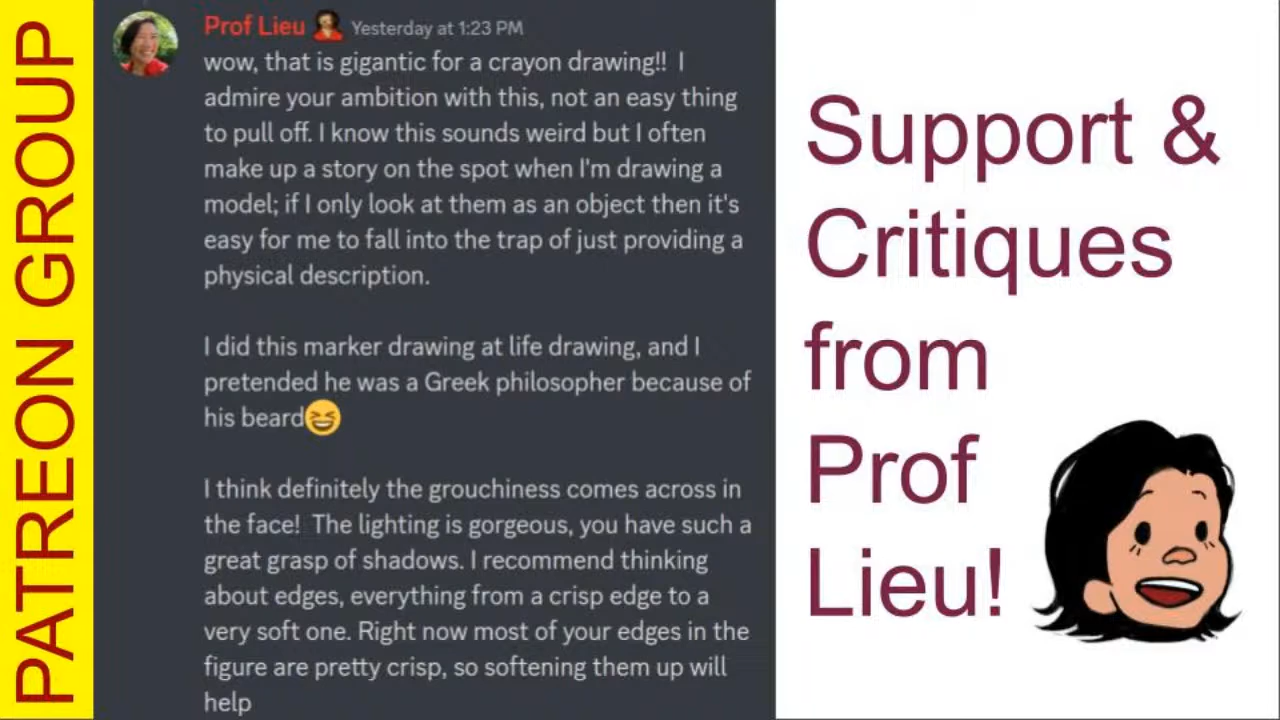 PATREON GROUP
Prof Lieu Yesterday at 1:23 PM
wow, that is gigantic for a crayon drawing!! I
admire your ambition with this, not an easy thing
to pull off. I know this sounds weird but I often
make up a story on the spot when I'm drawing a
model; if I only look at them as an object then it's
easy for me to fall into the trap of just providing a
physical description.
I did this marker drawing at life drawing, and I
pretended he was a Greek philosopher because of
his beard😆
I think definitely the grouchiness comes across in
the face! The lighting is gorgeous, you have such a
great grasp of shadows. I recommend thinking
about edges, everything from a crisp edge to a
very soft one. Right now most of your edges in the
figure are pretty crisp, so softening them up will
help
Support &
Critiques
from
Prof
Lieu!